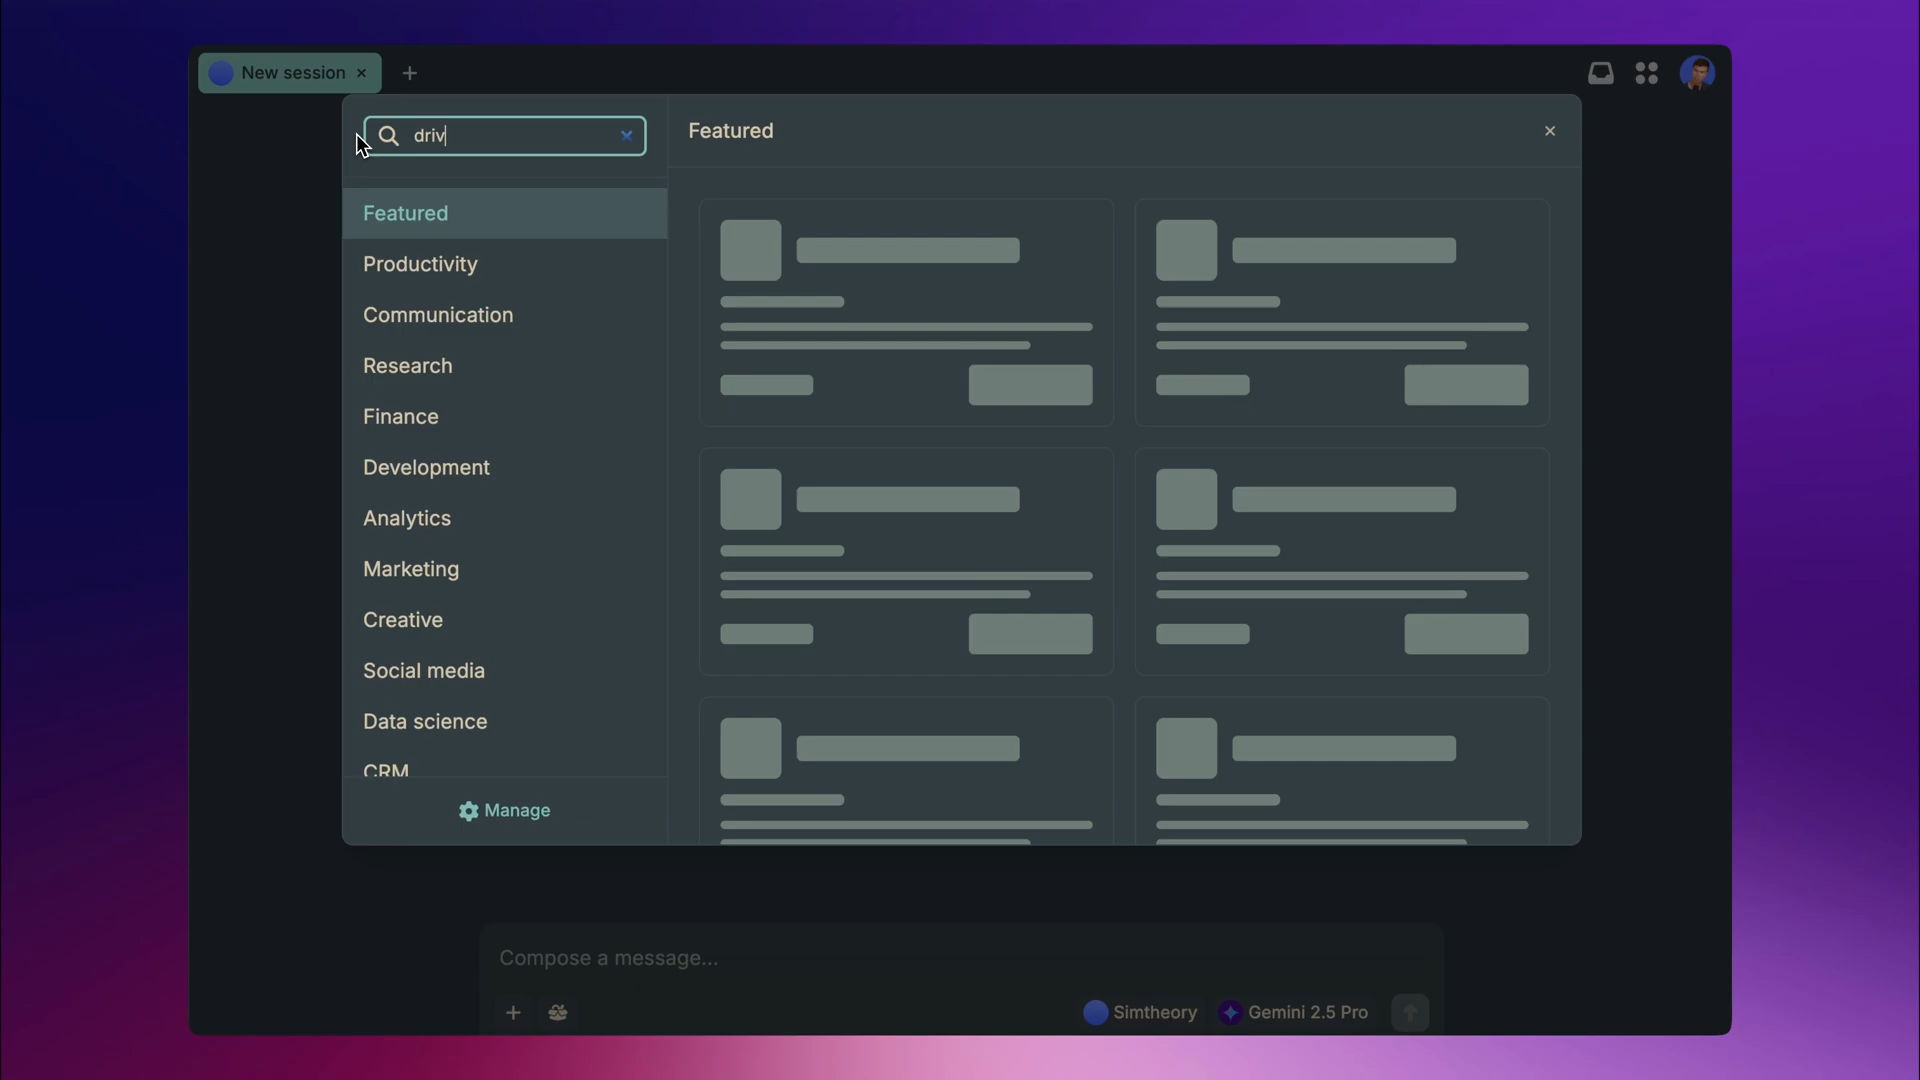 New session
driv
Featured
Featured
Productivity
Communication
Research
Finance
Development
Analytics
Marketing
Creative
Social media
Data science
CRM
Manage
Compose a message...
Simtheory
Gemini 2.5 Pro